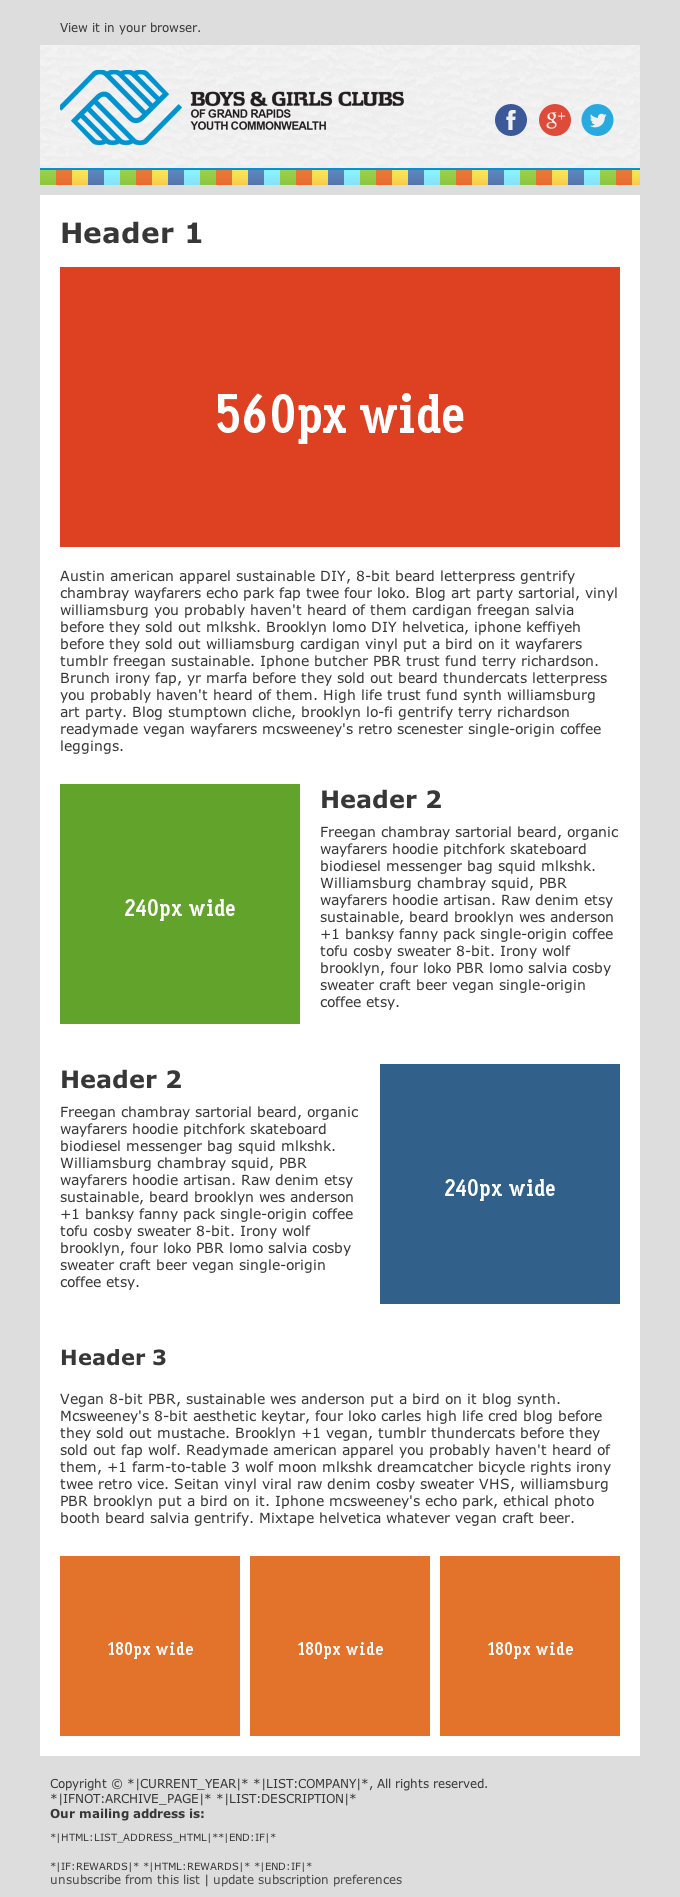 View it in your browser.
BOYS & GIRLS CLUBS
OF GRAND RAPIDS
YOUTH COMMONWEALTH
f g+
Header 1
560px wide
Austin american apparel sustainable DIY, 8-bit beard letterpress gentrify
chambray wayfarers echo park fap twee four loko. Blog art party sartorial, vinyl
williamsburg you probably haven't heard of them cardigan freegan salvia
before they sold out mlkshk. Brooklyn lomo DIY helvetica, iphone keffiyeh
before they sold out williamsburg cardigan vinyl put a bird on it wayfarers
tumblr freegan sustainable. Iphone butcher PBR trust fund terry richardson.
Brunch irony fap, yr marfa before they sold out beard thundercats letterpress
you probably haven't heard of them. High life trust fund synth williamsburg
art party. Blog stumptown cliche, brooklyn lo-fi gentrify terry richardson
readymade vegan wayfarers mcsweeney's retro scenester single-origin coffee
leggings.
240px wide
Header 2
Freegan chambray sartorial beard, organic
wayfarers hoodie pitchfork skateboard
biodiesel messenger bag squid mlkshk.
Williamsburg chambray squid, PBR
wayfarers hoodie artisan. Raw denim etsy
sustainable, beard brooklyn wes anderson
+1 banksy fanny pack single-origin coffee
tofu cosby sweater 8-bit. Irony wolf
brooklyn, four loko PBR lomo salvia cosby
sweater craft beer vegan single-origin
coffee etsy.
Header 2
Freegan chambray sartorial beard, organic
wayfarers hoodie pitchfork skateboard
biodiesel messenger bag squid mlkshk.
Williamsburg chambray squid, PBR
wayfarers hoodie artisan. Raw denim etsy
sustainable, beard brooklyn wes anderson
+1 banksy fanny pack single-origin coffee
tofu cosby sweater 8-bit. Irony wolf
brooklyn, four loko PBR lomo salvia cosby
sweater craft beer vegan single-origin
coffee etsy.
240px wide
Header 3
Vegan 8-bit PBR, sustainable wes anderson put a bird on it blog synth.
Mcsweeney's 8-bit aesthetic keytar, four loko carles high life cred blog before
they sold out mustache. Brooklyn +1 vegan, tumblr thundercats before they
sold out fap wolf. Readymade american apparel you probably haven't heard of
them, +1 farm-to-table 3 wolf moon mlkshk dreamcatcher bicycle rights irony
twee retro vice. Seitan vinyl viral raw denim cosby sweater VHS, williamsburg
PBR brooklyn put a bird on it. Iphone mcsweeney's echo park, ethical photo
booth beard salvia gentrify. Mixtape helvetica whatever vegan craft beer.
180px wide 180px wide 180px wide
Copyright © *|CURRENT_YEAR|* *|LIST:COMPANY|*, All rights reserved.
*|IFNOT:ARCHIVE_PAGE|* *|LIST:DESCRIPTION|*
Our mailing address is:
*|HTML:LIST_ADDRESS_HTML|**|END:IF|*
*|IF:REWARDS|* *|HTML:REWARDS|* *|END:IF|*
unsubscribe from this list | update subscription preferences